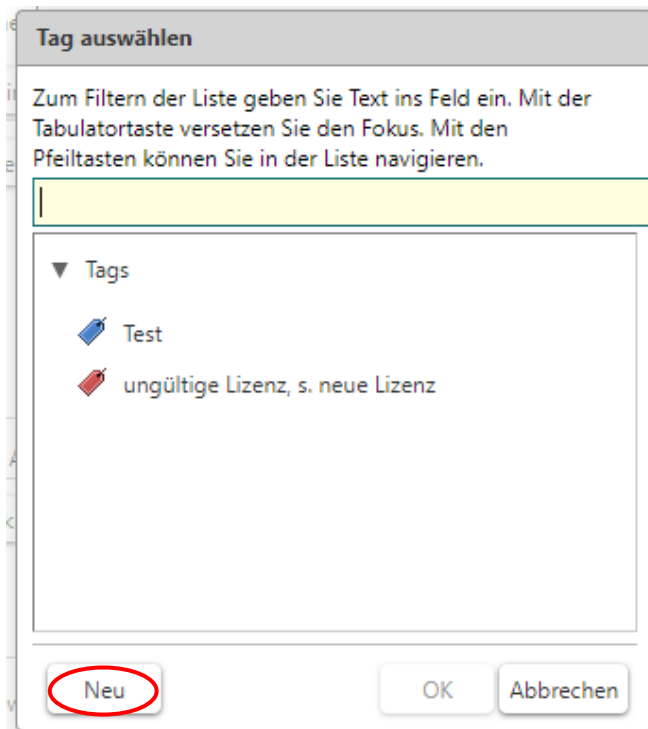 Tag auswählen
Zum Filtern der Liste geben Sie Text ins Feld ein. Mit der
Tabulatortaste versetzen Sie den Fokus. Mit den
Pfeiltasten können Sie in der Liste navigieren.
Tags
Test
ungültige Lizenz, s. neue Lizenz
Neu OK Abbrechen